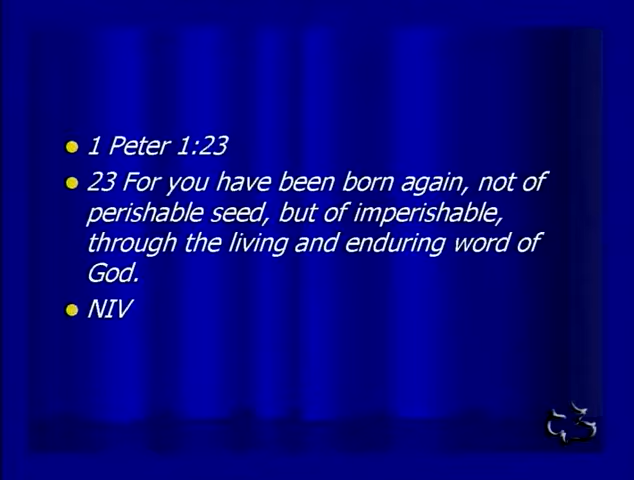 1 Peter 1:23
23 For you have been born again, not of
perishable seed, but of imperishable,
through the living and enduring word of
God.
NIV